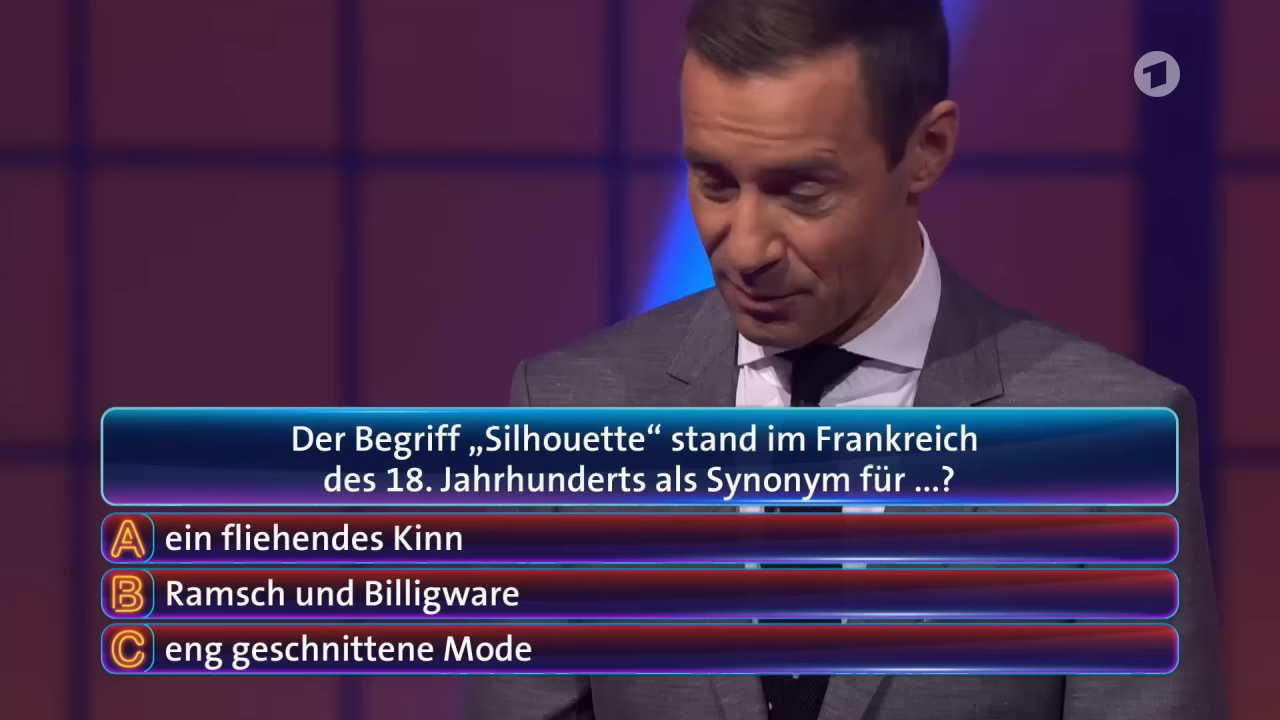 Der Begriff „Silhouette“ stand im Frankreich
des 18. Jahrhunderts als Synonym für ...?
A ein fliehendes Kinn
B Ramsch und Billigware
C eng geschnittene Mode
1